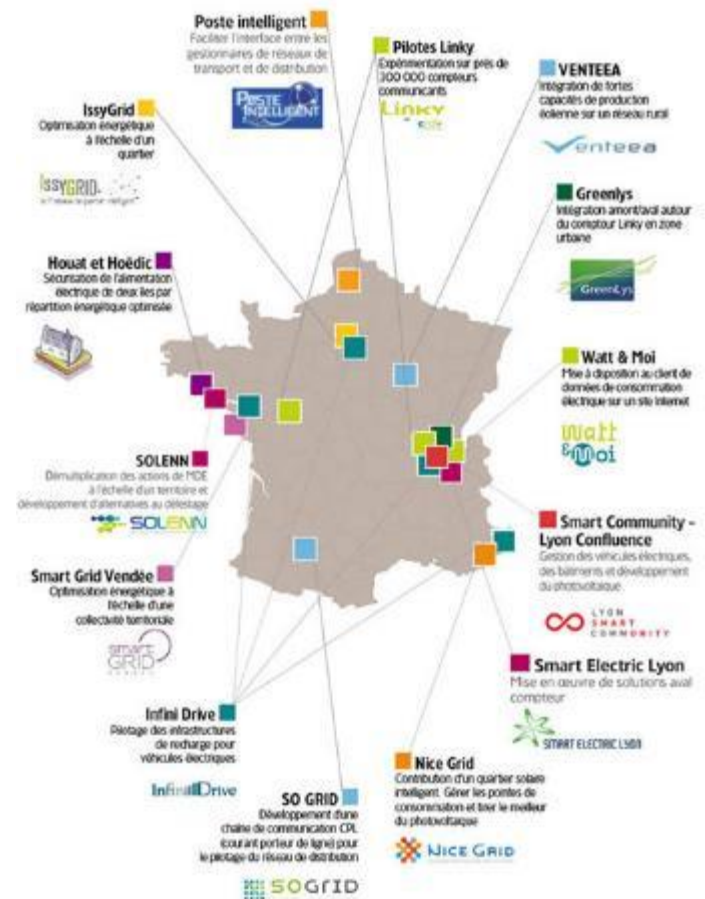 Poste intelligent
Faciliter l'interface entre les
gestionnaires de réseaux de
transport et de distribution
POSTE
INTELLIGENT
Pilotes Linky
Expérimentation sur près de
300 000 compteurs
communicants
Linky
VENTEEA
Intégration de fortes
capacités de production
éolienne sur un réseau rural
Venteea
IssyGrid
Optimisation énergétique
à l'échelle d'un
quartier
ISSYGRID
Greenlys
Intégration amont/aval autour
du compteur Linky en zone
urbaine
GreenLys
Houat et Hoëdic
Sécurisation de l'alimentation
électrique de deux îles par
répartition énergétique optimisée
Watt & Moi
Mise à disposition au client de
données de consommation
électrique sur un site Internet
watt
& moi
SOLENN
Démultiplication des actions de MDE
à l'échelle d'un territoire et
développement d'alternatives au délestage
SOLENN
Smart Community -
Lyon Confluence
Gestion des véhicules électriques,
des bâtiments et développement
du photovoltaïque
LYON
SMART
COMMUNITY
Smart Grid Vendée
Optimisation énergétique à
l'échelle d'une
collectivité territoriale
smart
GRID
VENDÉE
Smart Electric Lyon
Mise en œuvre de solutions aval
compteur
SMART ELECTRIC LYON
Infini Drive
Pilotage des infrastructures
de recharge pour
véhicules électriques
InfiniDrive
Nice Grid
Contribution d'un quartier solaire
intelligent. Gérer les pointes de
consommation et tirer le meilleur
du photovoltaïque
NICE GRID
SO GRID
Développement d'une
chaîne de communication CPL
(courant porteur de ligne) pour
le pilotage du réseau de distribution
SOGRID